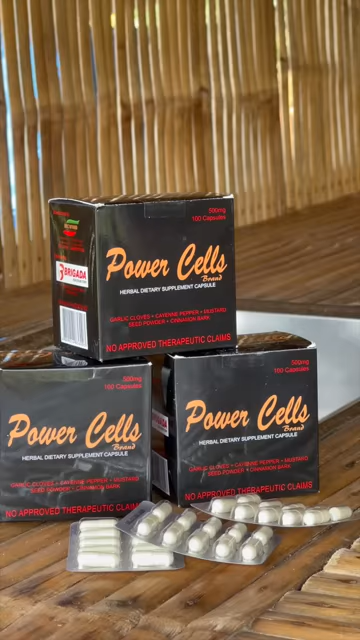 500mg
100 Capsules
BRIGADA
Power Cells
Brand
HERBAL DIETARY SUPPLEMENT CAPSULE
GARLIC CLOVES • CAYENNE PEPPER • MUSTARD
SEED POWDER • CINNAMON BARK
NO APPROVED THERAPEUTIC CLAIMS
500mg
100 Capsules
Power Cells
Brand
HERBAL DIETARY SUPPLEMENT CAPSULE
GARLIC CLOVES • CAYENNE PEPPER • MUSTARD
SEED POWDER • CINNAMON BARK
NO APPROVED THERAPEUTIC CLAIMS
500mg
100 Capsules
Power Cells
Brand
HERBAL DIETARY SUPPLEMENT CAPSULE
GARLIC CLOVES • CAYENNE PEPPER • MUSTARD
SEED POWDER • CINNAMON BARK
NO APPROVED THERAPEUTIC CLAIMS